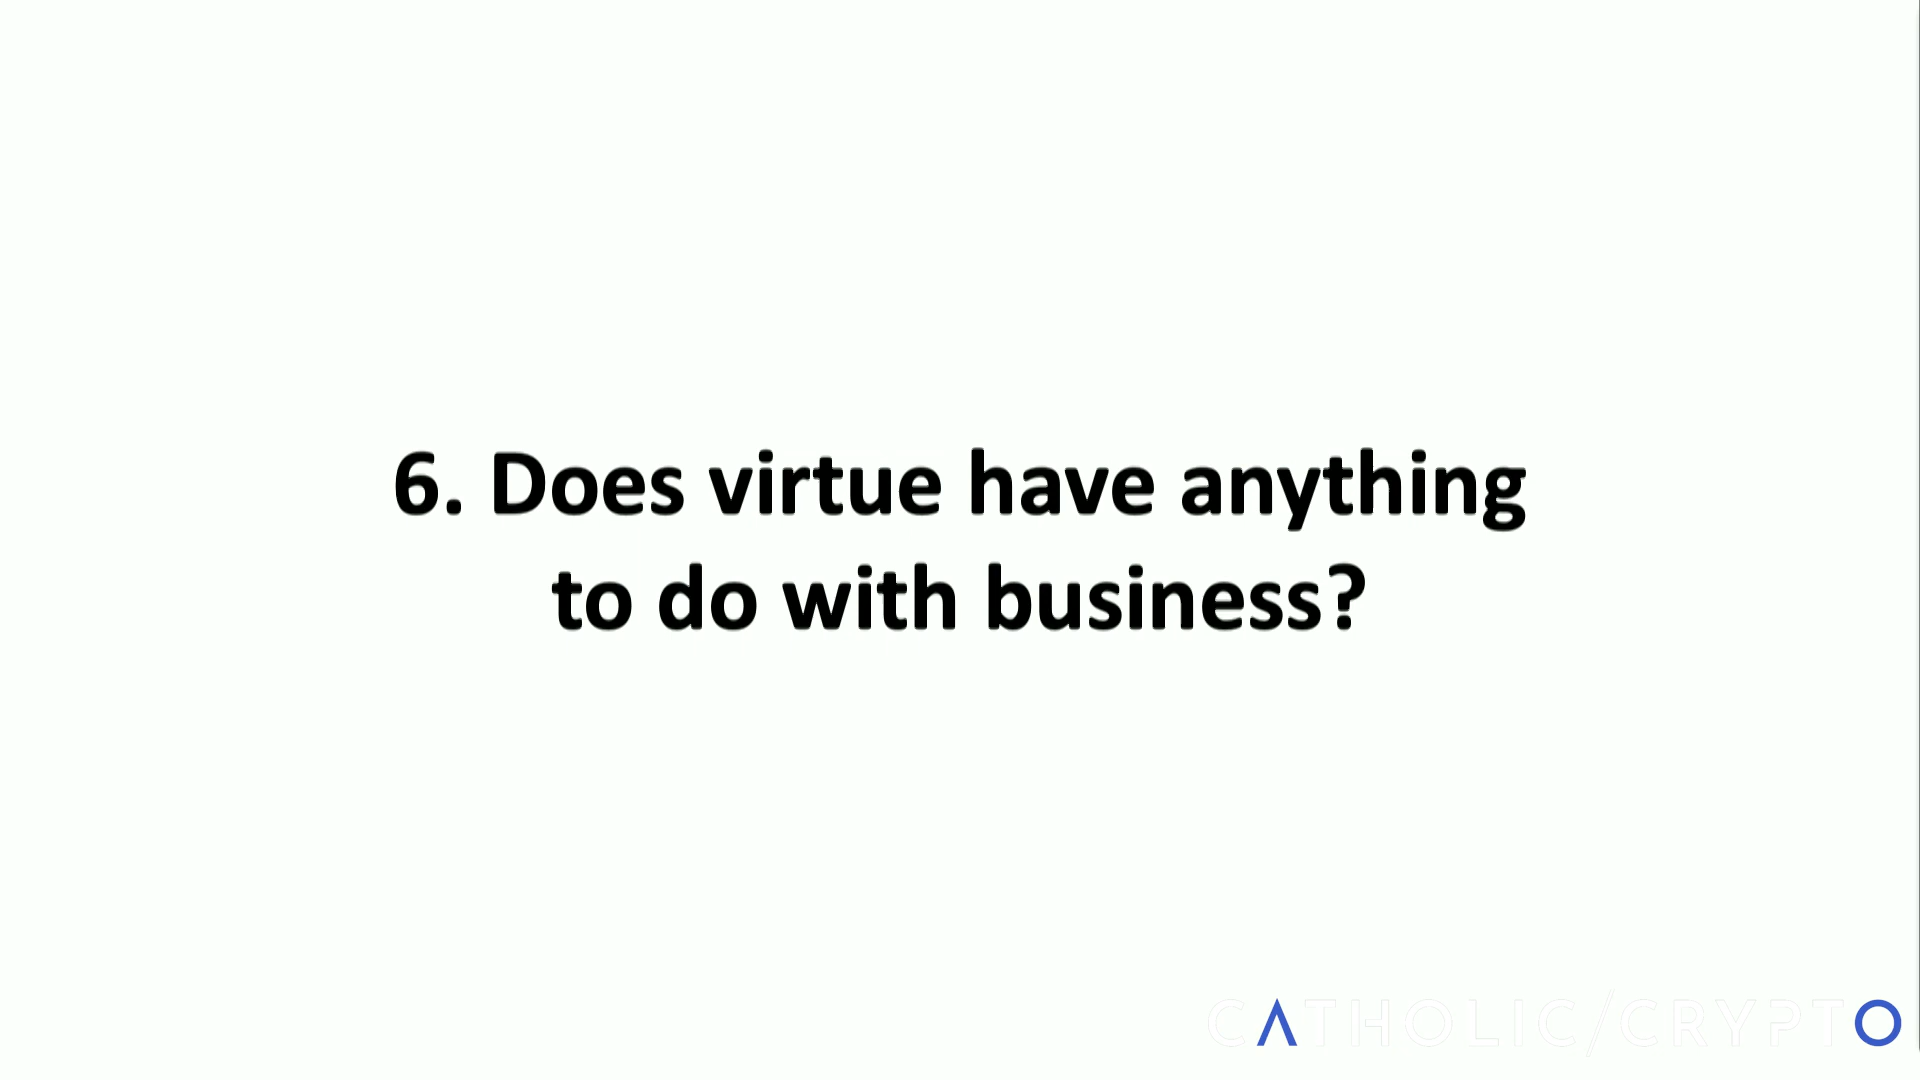 6. Does virtue have anything
to do with business?
CATHOLIC/CRYPTO